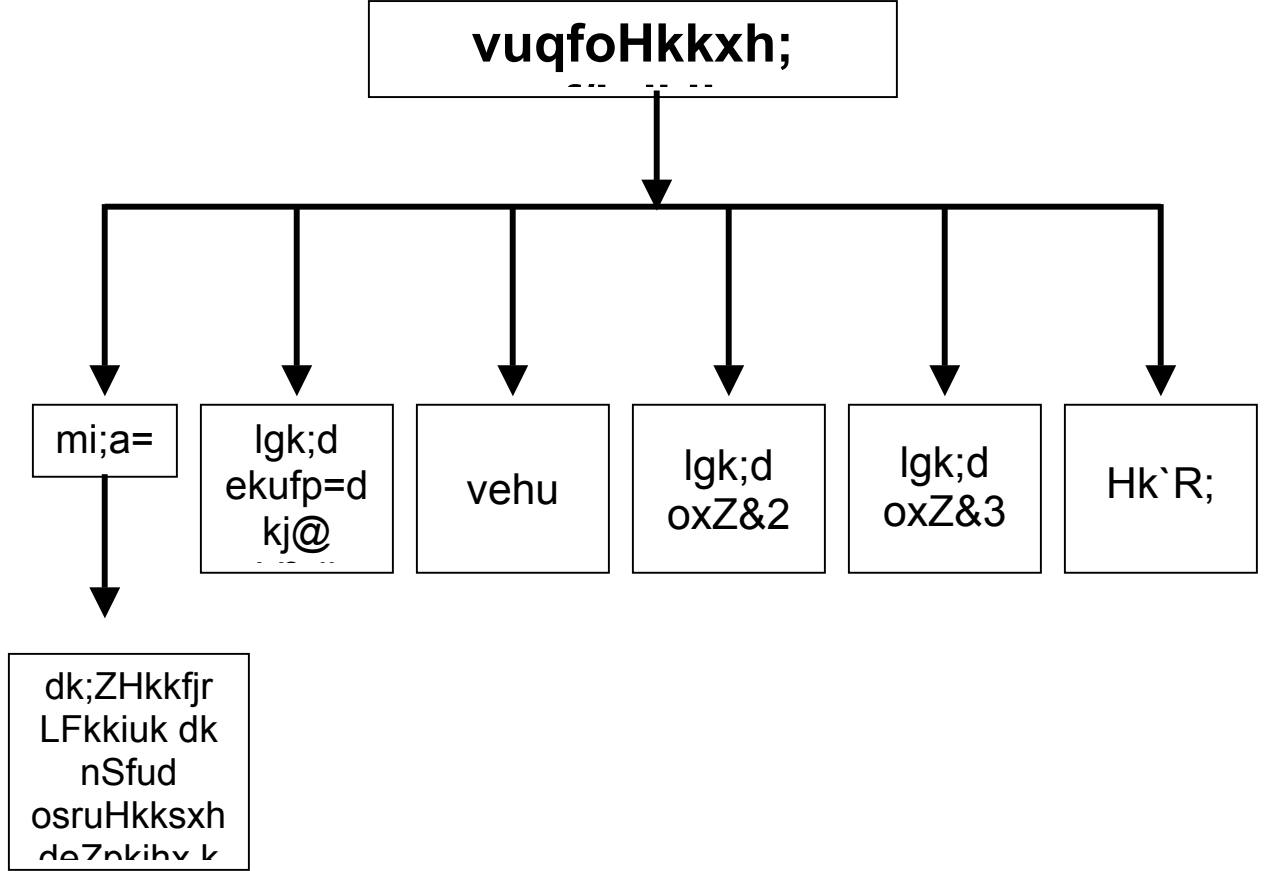 vuqfoHkkxh;
mi;a=
lgk;d
ekufp=d
kj@
vehu
lgk;d
oxZ&2
lgk;d
oxZ&3
Hk`R;
dk;ZHkkfjr
LFkkiuk dk
nSfud
osruHkksxh
deZpkjhx.k